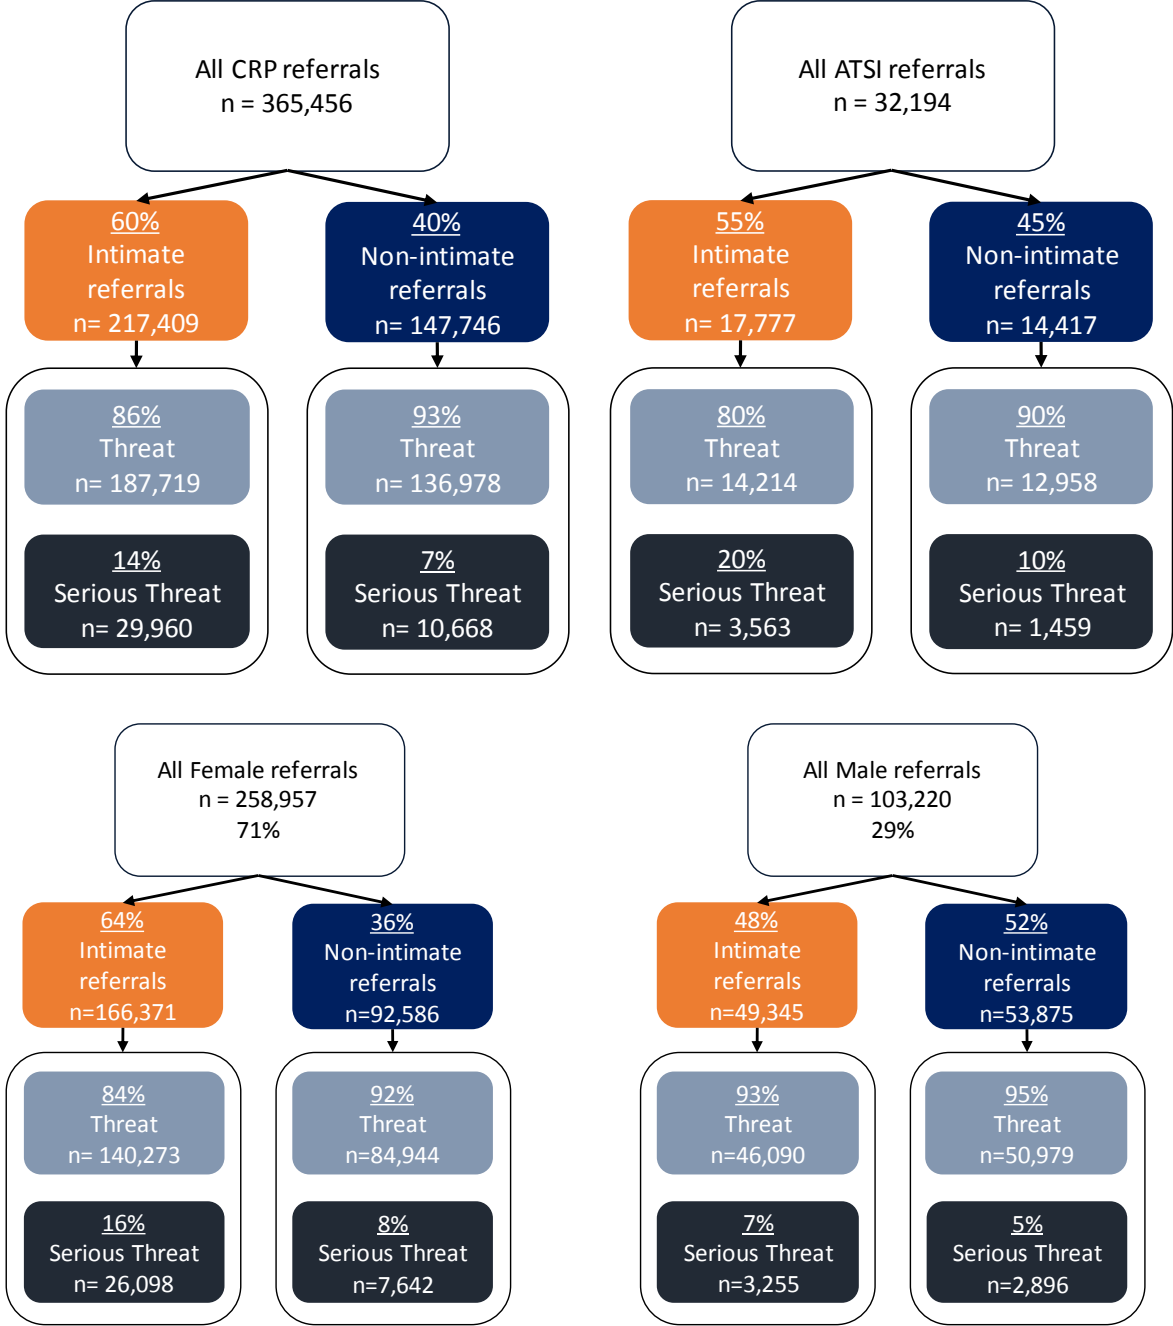 All CRP referrals
n = 365,456
60%
Intimate
referrals
n= 217,409
40%
Non-intimate
referrals
n= 147,746
86%
Threat
n= 187,719
93%
Threat
n= 136,978
14%
Serious Threat
n= 29,960
7%
Serious Threat
n= 10,668
All ATSI referrals
n = 32,194
55%
Intimate
referrals
n= 17,777
45%
Non-intimate
referrals
n= 14,417
80%
Threat
n= 14,214
90%
Threat
n= 12,958
20%
Serious Threat
n= 3,563
10%
Serious Threat
n= 1,459
All Female referrals
n = 258,957
71%
64%
Intimate
referrals
n=166,371
36%
Non-intimate
referrals
n=92,586
84%
Threat
n= 140,273
92%
Threat
n=84,944
16%
Serious Threat
n= 26,098
8%
Serious Threat
n=7,642
All Male referrals
n = 103,220
29%
48%
Intimate
referrals
n=49,345
52%
Non-intimate
referrals
n=53,875
93%
Threat
n=46,090
95%
Threat
n=50,979
7%
Serious Threat
n=3,255
5%
Serious Threat
n=2,896